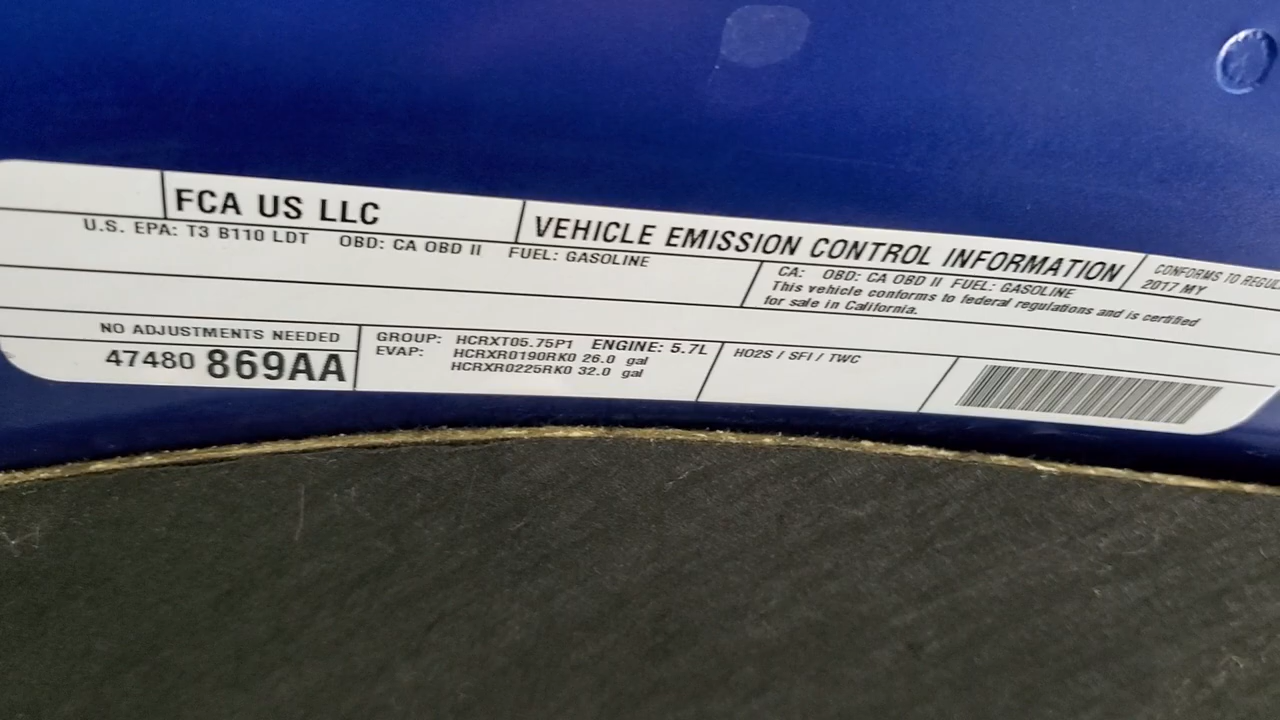 FCA US LLC
VEHICLE EMISSION CONTROL INFORMATION
CONFORMS TO
2017 MY
U.S. EPA: T3 B110 LDT OBD: CA OBD II FUEL: GASOLINE
CA: OBD: CA OBD II FUEL: GASOLINE
This vehicle conforms to federal regulations and is certified
for sale in California.
NO ADJUSTMENTS NEEDED
47480 869AA
GROUP: HCRXT05.75P1 ENGINE: 5.7L
EVAP: HCRXR0190RK0 26.0 gal
HCRXR0225RK0 32.0 gal
HO2S / SFI / TWC